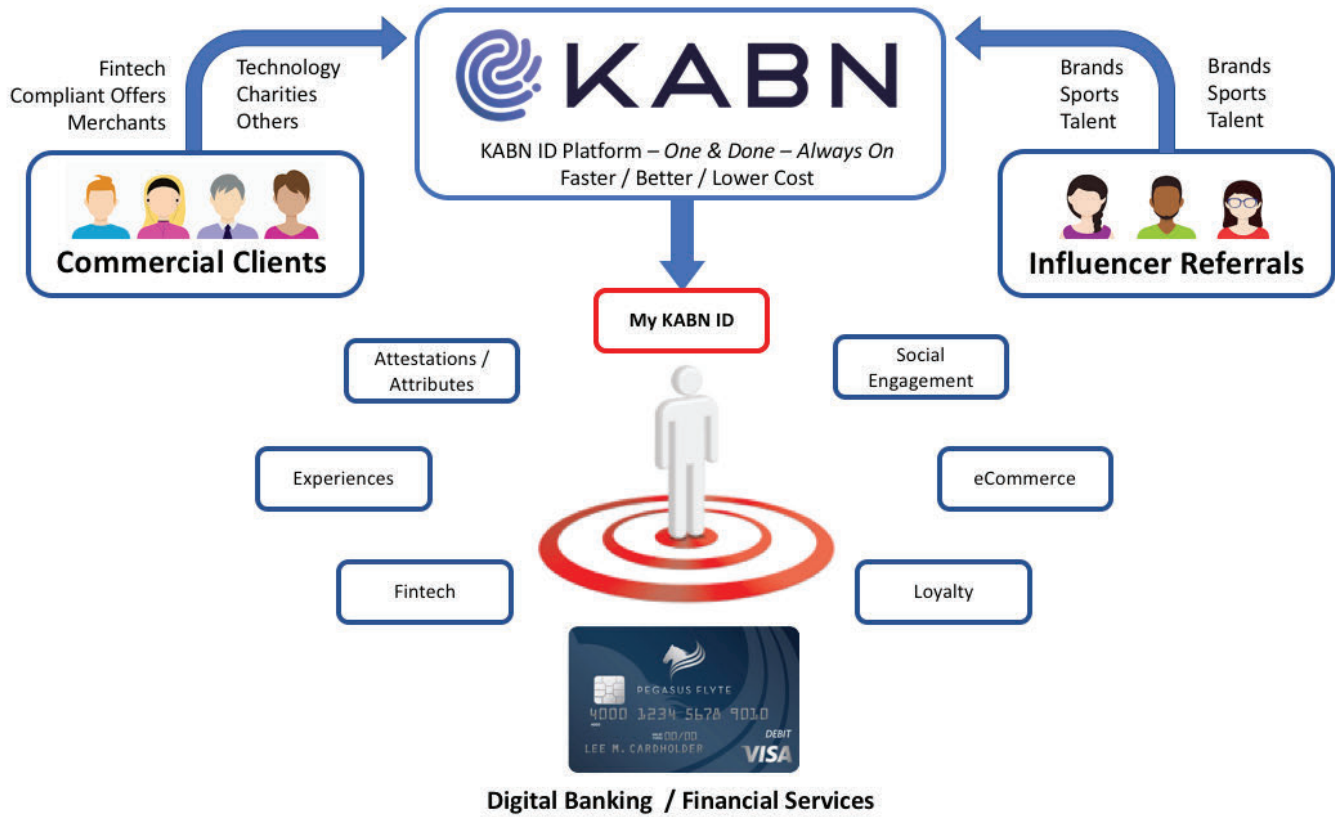 KABN
KABN ID Platform – One & Done – Always On
Faster / Better / Lower Cost
Fintech
Compliant Offers
Merchants
Technology
Charities
Others
Commercial Clients
Brands
Sports
Talent
Brands
Sports
Talent
Influencer Referrals
My KABN ID
Attestations /
Attributes
Social
Engagement
Experiences
eCommerce
Fintech
Loyalty
PEGASUS FLYTE
4000 1234 5678 9010
00/00
LEE M. CARDHOLDER
DEBIT
VISA
Digital Banking / Financial Services